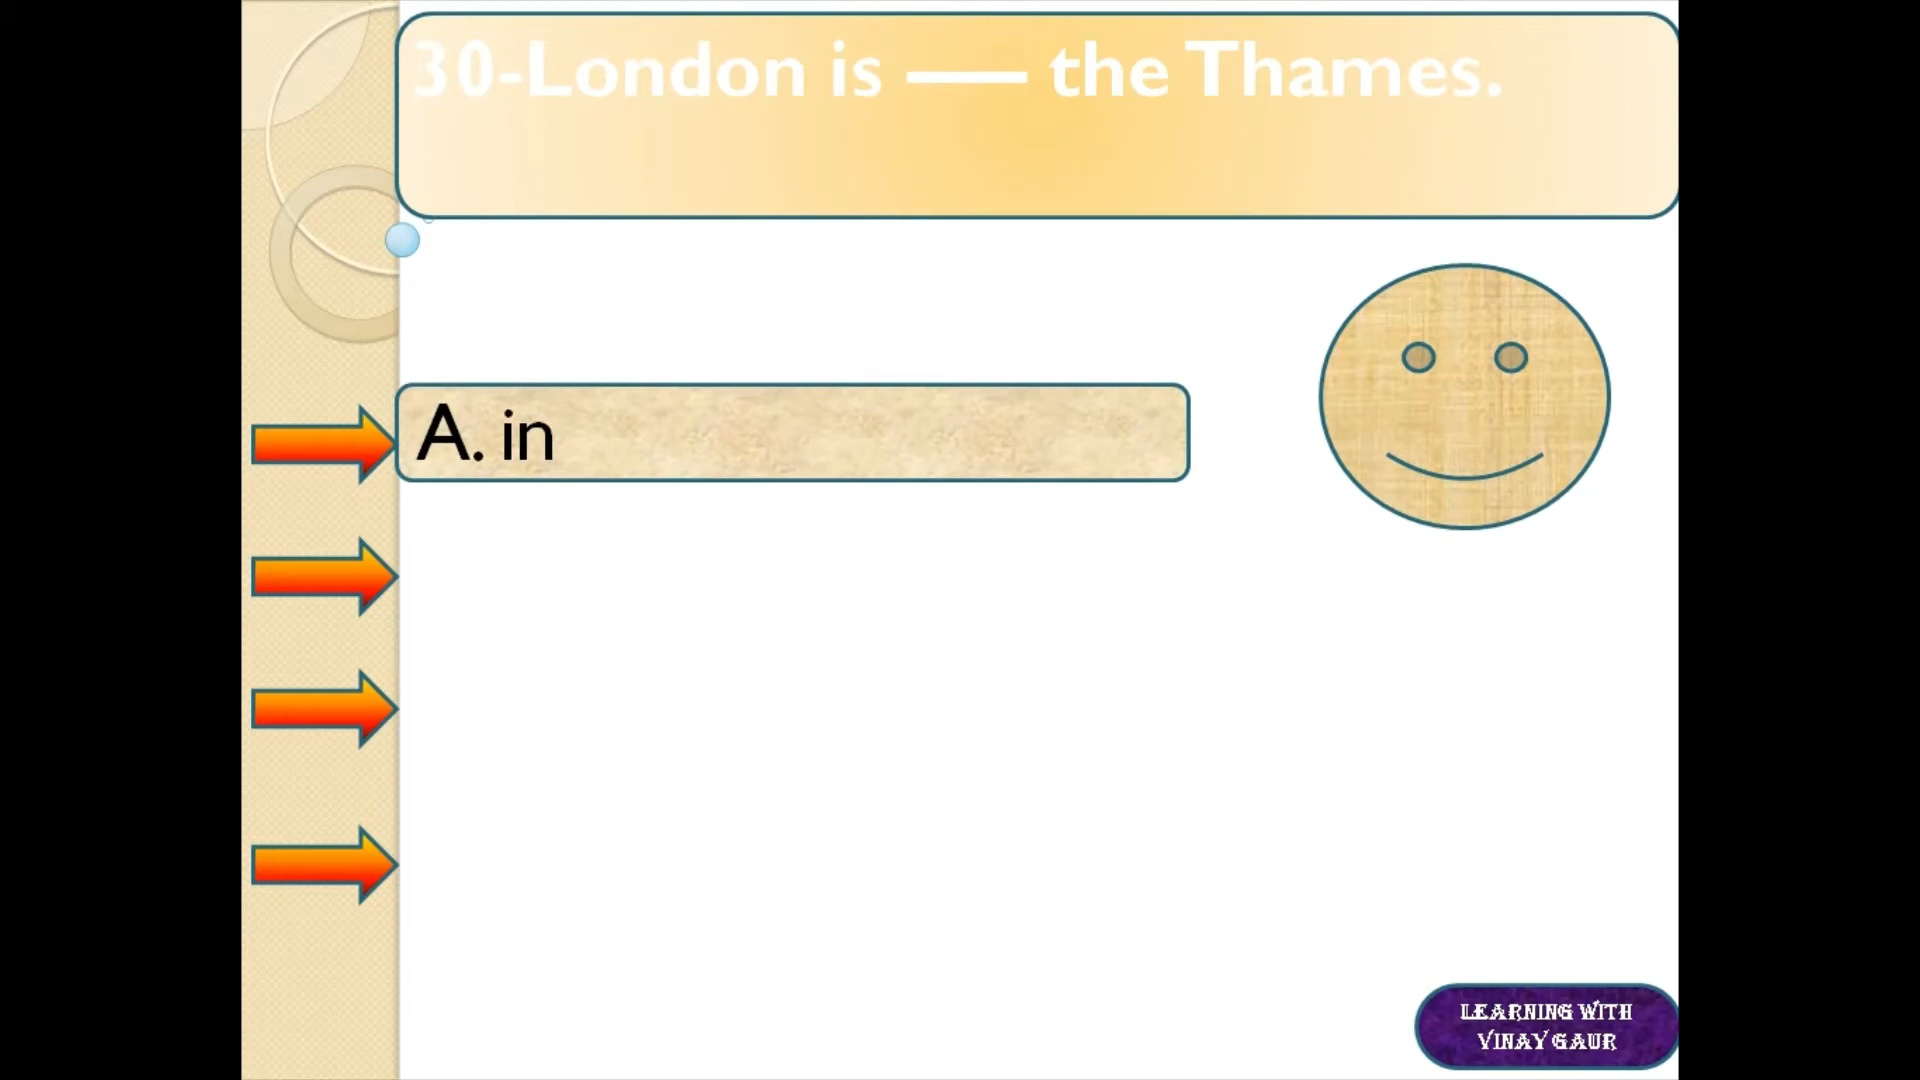 30-London is —— the Thames.
A. in
LEARNING WITH
VINAY GAUR